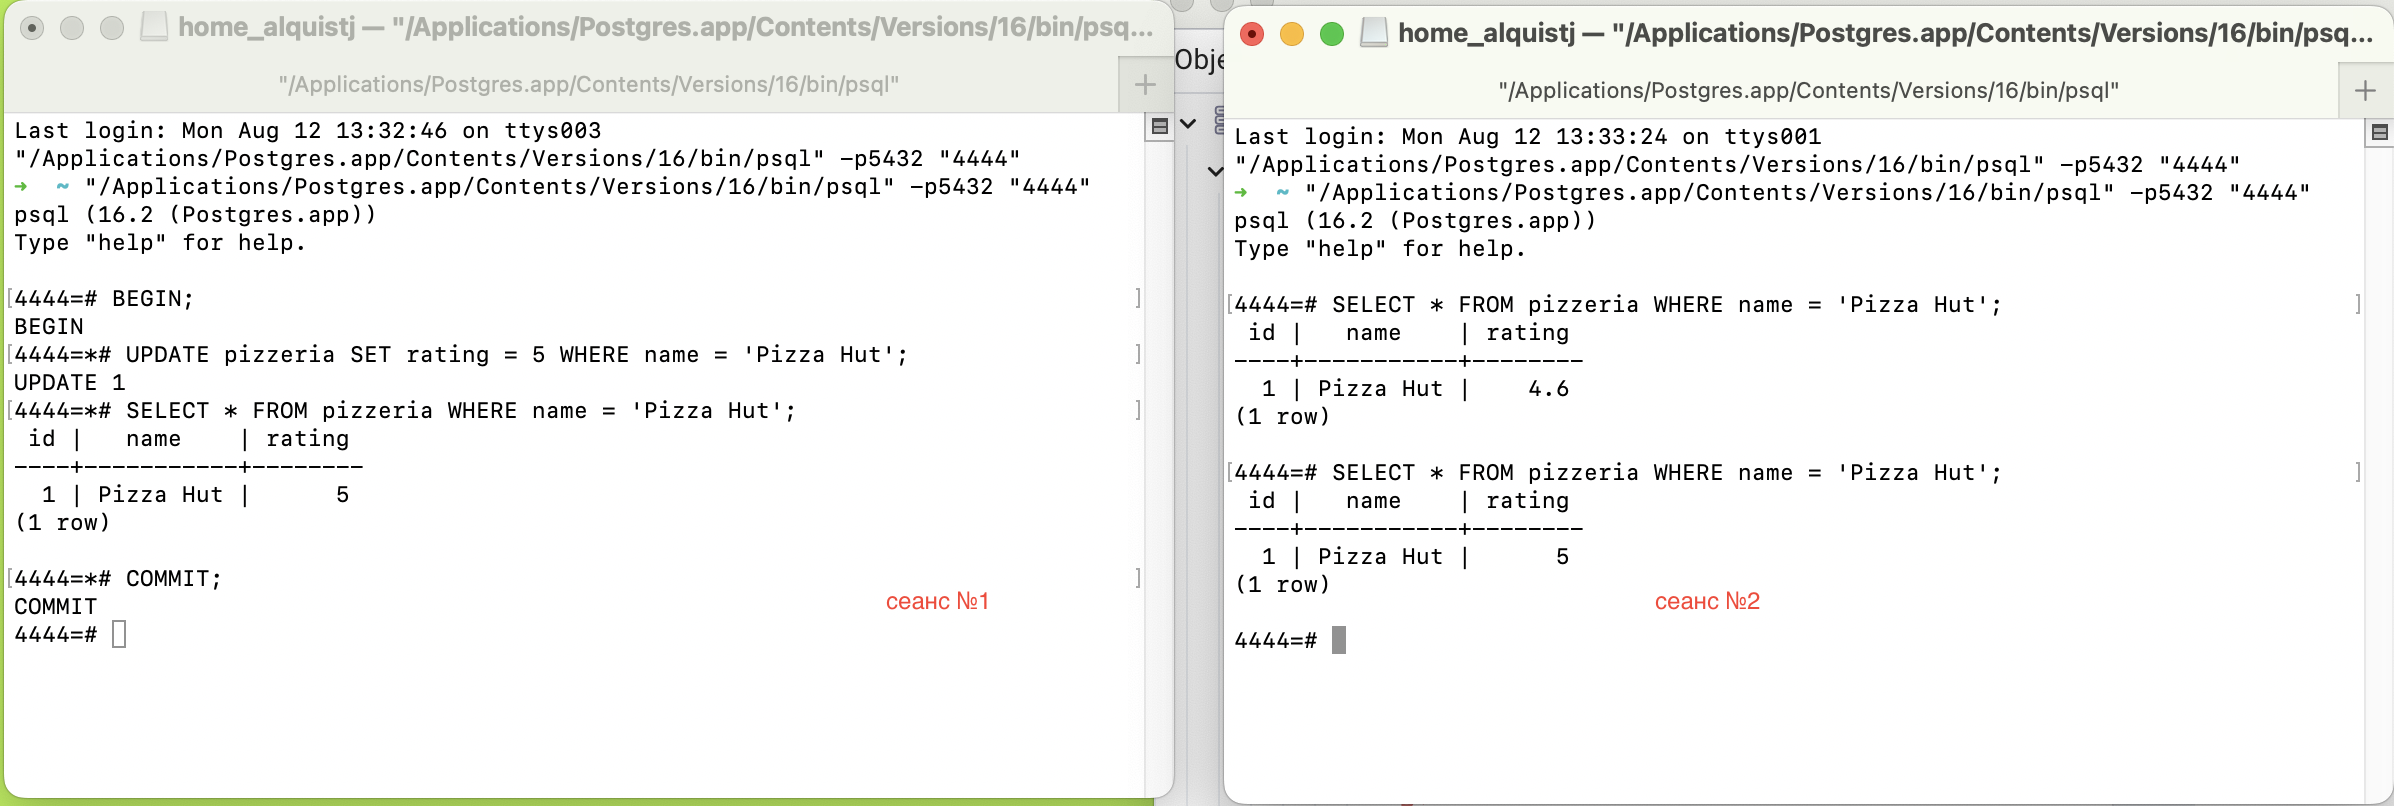 home_alquistj — "/Applications/Postgres.app/Contents/Versions/16/bin/psq...
"/Applications/Postgres.app/Contents/Versions/16/bin/psql"
Last login: Mon Aug 12 13:32:46 on ttys003
"/Applications/Postgres.app/Contents/Versions/16/bin/psql" -p5432 "4444"
➜  ~ "/Applications/Postgres.app/Contents/Versions/16/bin/psql" -p5432 "4444"
psql (16.2 (Postgres.app))
Type "help" for help.
[4444=# BEGIN; ]
BEGIN
[4444=*# UPDATE pizzeria SET rating = 5 WHERE name = 'Pizza Hut'; ]
UPDATE 1
[4444=*# SELECT * FROM pizzeria WHERE name = 'Pizza Hut'; ]
 id |   name    | rating
----+-----------+--------
  1 | Pizza Hut |      5
(1 row)
[4444=*# COMMIT; ]
COMMIT
4444=#
сеанс №1
Obje
home_alquistj — "/Applications/Postgres.app/Contents/Versions/16/bin/psq...
"/Applications/Postgres.app/Contents/Versions/16/bin/psql"
Last login: Mon Aug 12 13:33:24 on ttys001
"/Applications/Postgres.app/Contents/Versions/16/bin/psql" -p5432 "4444"
➜  ~ "/Applications/Postgres.app/Contents/Versions/16/bin/psql" -p5432 "4444"
psql (16.2 (Postgres.app))
Type "help" for help.
[4444=# SELECT * FROM pizzeria WHERE name = 'Pizza Hut'; ]
 id |   name    | rating
----+-----------+--------
  1 | Pizza Hut |    4.6
(1 row)
[4444=# SELECT * FROM pizzeria WHERE name = 'Pizza Hut'; ]
 id |   name    | rating
----+-----------+--------
  1 | Pizza Hut |      5
(1 row)
сеанс №2
4444=#